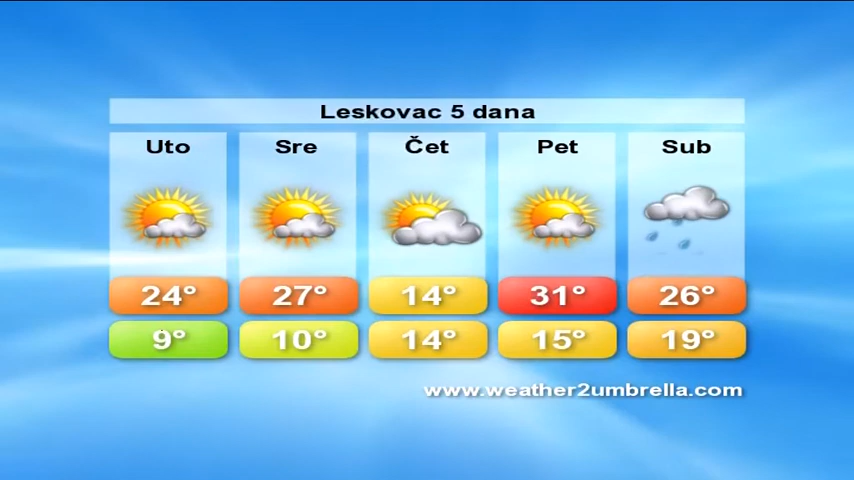 Leskovac 5 dana
Uto Sre Čet Pet Sub
24° 27° 14° 31° 26°
9° 10° 14° 15° 19°
www.weather2umbrella.com